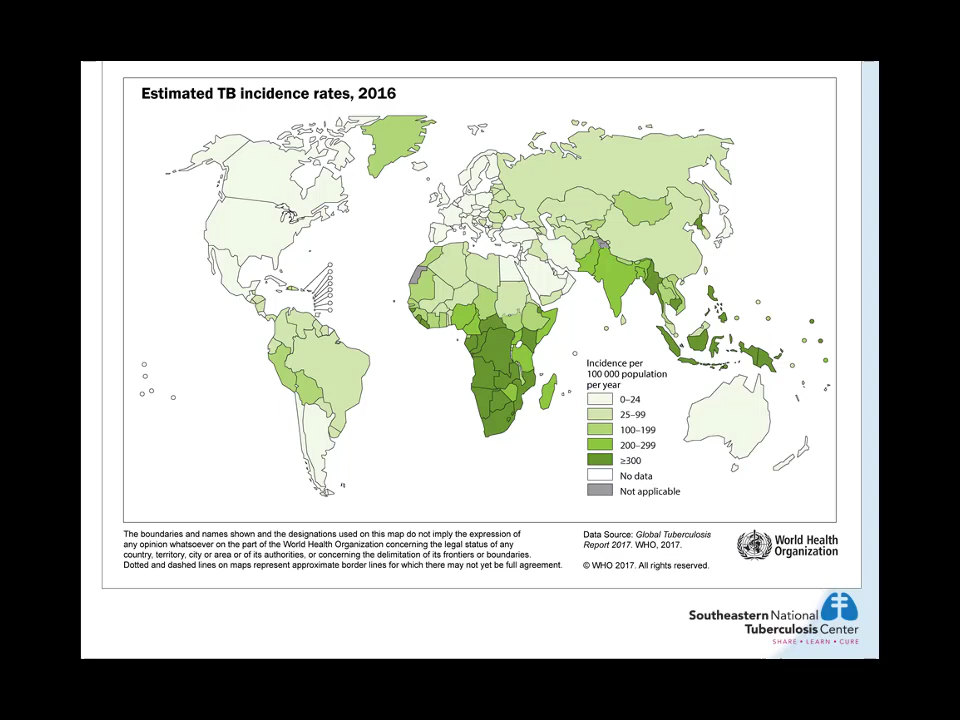 Estimated TB incidence rates, 2016
Incidence per
100 000 population
per year
0–24
25–99
100–199
200–299
≥300
No data
Not applicable
The boundaries and names shown and the designations used on this map do not imply the expression of
any opinion whatsoever on the part of the World Health Organization concerning the legal status of any
country, territory, city or area or of its authorities, or concerning the delimitation of its frontiers or boundaries.
Dotted and dashed lines on maps represent approximate border lines for which there may not yet be full agreement.
Data Source: Global Tuberculosis
Report 2017. WHO, 2017.
© WHO 2017. All rights reserved.
World Health
Organization
Southeastern National
Tuberculosis Center
SHARE • LEARN • CURE